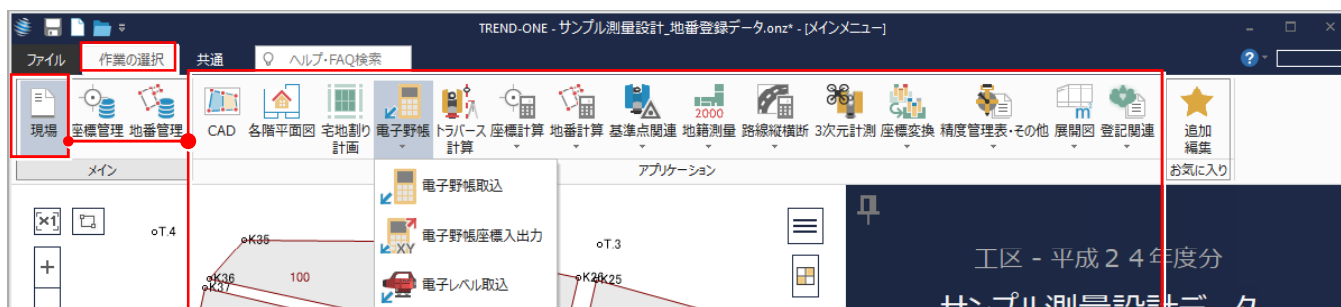 TREND-ONE - サンプル測量設計_地番登録データ.onz* - [メインメニュー]
ファイル 作業の選択 共通 ヘルプ・FAQ検索
現場 座標管理 地番管理 CAD 各階平面図 宅地割り計画 電子野帳 トラバース計算 座標計算 地番計算 基準点関連 地籍測量 路線縦横断 3次元計測 座標変換 精度管理表・その他 展開図 登記関連 追加編集
メイン アプリケーション お気に入り
電子野帳取込
電子野帳座標入出力
電子レベル取込
T.4
K35
T.3
K36
K37
100
K26
K25
工区 - 平成２４年度分
サンプル測量設計データ